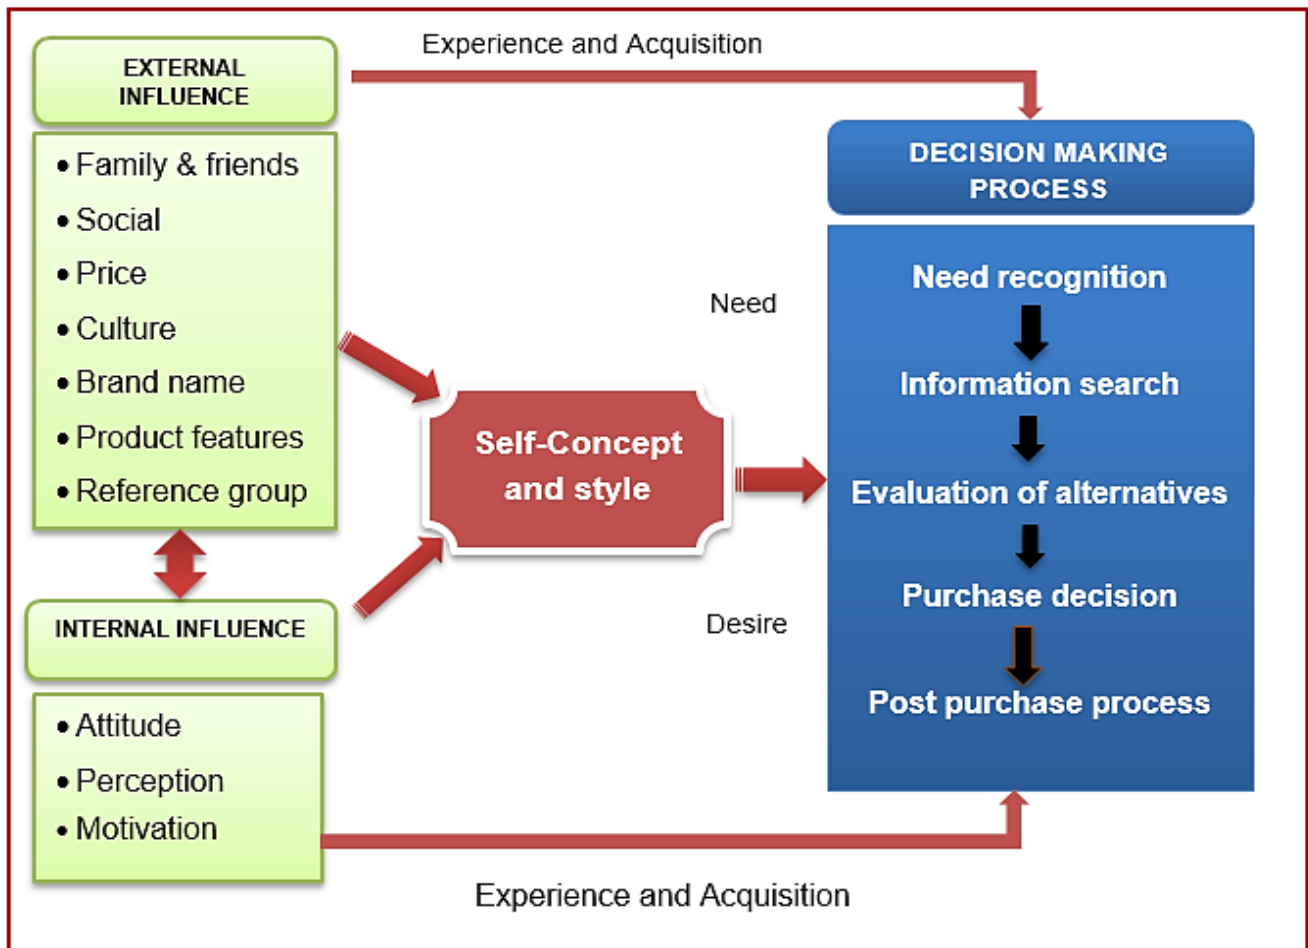 Experience and Acquisition
EXTERNAL
INFLUENCE
• Family & friends
• Social
• Price
• Culture
• Brand name
• Product features
• Reference group
INTERNAL INFLUENCE
• Attitude
• Perception
• Motivation
Self-Concept
and style
Need
Desire
DECISION MAKING
PROCESS
Need recognition
Information search
Evaluation of alternatives
Purchase decision
Post purchase process
Experience and Acquisition